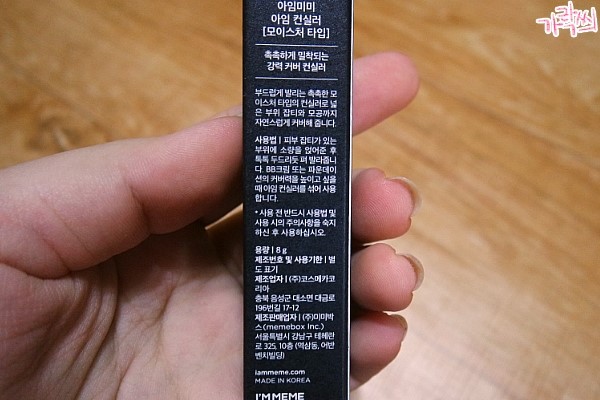 가락찌
아임미미
아임 컨실러
[모이스처 타입]
촉촉하게 밀착되는
강력 커버 컨실러
부드럽게 발리는 촉촉한 모
이스처 타입의 컨실러로 넓
은 부위 잡티와 모공까지
자연스럽게 커버해 줍니다.
사용법 | 피부 잡티가 있는
부위에 소량을 얹어준 후
톡톡 두드리듯 펴 발라줍니
다. BB크림 또는 파운데이
션의 커버력을 높이고 싶을
때 아임 컨실러를 섞어 사용
합니다.
* 사용 전 반드시 사용법 및
사용 시의 주의사항을 숙지
하신 후 사용하십시오.
용량 | 8 g
제조번호 및 사용기한 | 별
도 표기
제조업자 | (주)코스메카코
리아
충북 음성군 대소면 대금로
196번길 17-12
제조판매업자 | (주)미미박
스(memebox Inc.)
서울특별시 강남구 테헤란
로 325, 10층 (역삼동, 어반
벤치빌딩)
iammeme.com
MADE IN KOREA
I'M MEME